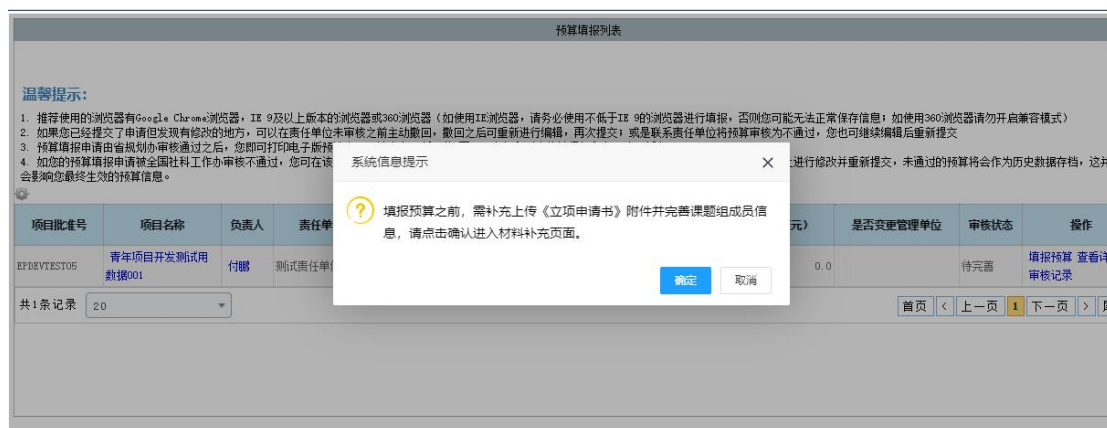 预算填报列表
温馨提示:
1. 推荐使用的浏览器有Google Chrome浏览器, IE 9及以上版本的浏览器或360浏览器 (如使用IE浏览器, 请务必使用不低于IE 9的浏览器进行填报, 否则您可能无法正常保存信息; 如使用360浏览器请勿开启兼容模式)
2. 如果您已经提交了申请但发现有修改的地方, 可以在责任单位未审核之前主动撤回, 撤回之后可重新进行编辑, 再次提交; 或是联系责任单位将预算审核为不通过, 您也可继续编辑后重新提交
3. 预算填报申请由省规划办审核通过之后, 您即可打印电子版预
4. 如您的预算填报申请被全国社科工作办审核不通过, 您可在该 上进行修改并重新提交, 未通过的预算将会作为历史数据存档, 这并
会影响您最终生效的预算信息。
系统信息提示 ×
填报预算之前, 需补充上传《立项申请书》附件并完善课题组成员信
息, 请点击确认进入材料补充页面。
确定 取消
项目批准号 项目名称 负责人 责任单 元) 是否变更管理单位 审核状态 操作
EPDEVTEST05 青年项目开发测试用 付鹏 测试责任单 0.0 待完善 填报预算 查看详
数据001 审核记录
共1条记录 20 首页 < 上一页 1 下一页 >